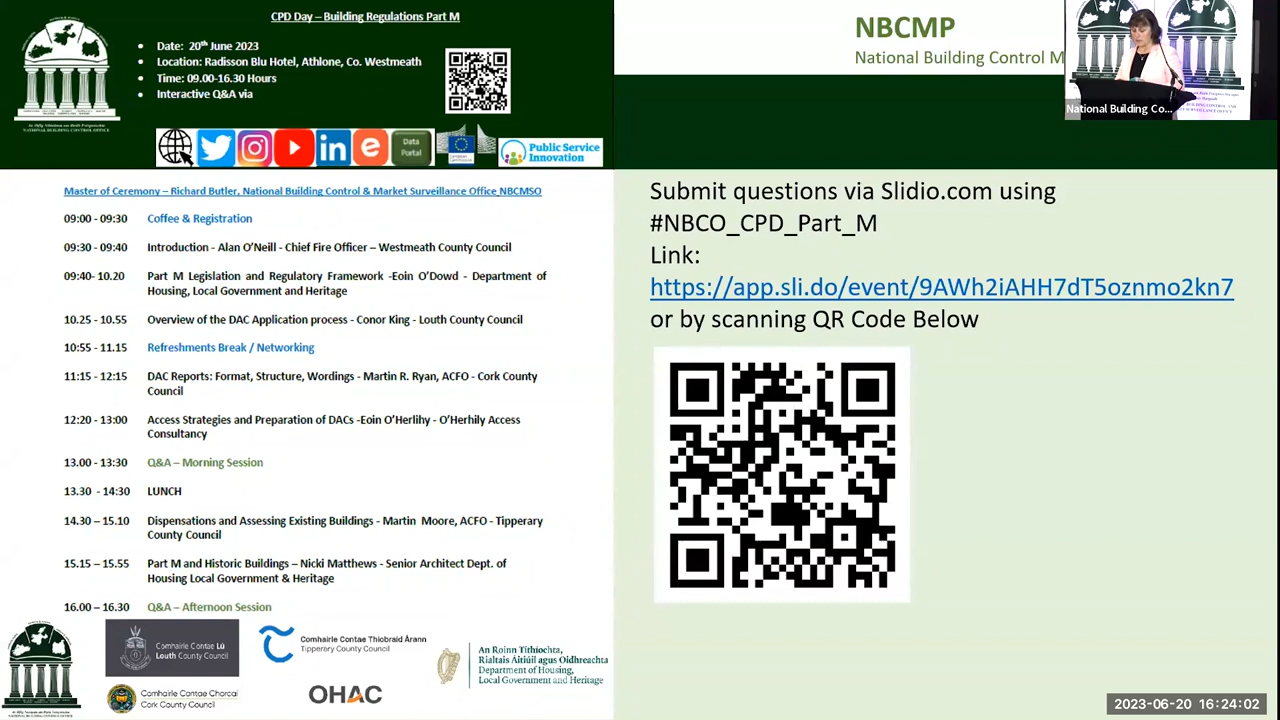 CPD Day – Building Regulations Part M
Date: 20th June 2023
Location: Radisson Blu Hotel, Athlone, Co. Westmeath
Time: 09.00-16.30 Hours
Interactive Q&A via
NATIONAL BUILDING CONTROL OFFICE
Data
Portal
Public Service
Innovation
Master of Ceremony – Richard Butler, National Building Control & Market Surveillance Office NBCMSO
09:00 - 09:30 Coffee & Registration
09:30 - 09:40 Introduction - Alan O'Neill - Chief Fire Officer – Westmeath County Council
09:40- 10.20 Part M Legislation and Regulatory Framework -Eoin O'Dowd - Department of
Housing, Local Government and Heritage
10.25 - 10.55 Overview of the DAC Application process - Conor King - Louth County Council
10:55 - 11.15 Refreshments Break / Networking
11:15 - 12:15 DAC Reports: Format, Structure, Wordings - Martin R. Ryan, ACFO - Cork County
Council
12:20 - 13:00 Access Strategies and Preparation of DACs -Eoin O'Herlihy - O'Herhily Access
Consultancy
13.00 - 13:30 Q&A – Morning Session
13.30 - 14:30 LUNCH
14.30 – 15.10 Dispensations and Assessing Existing Buildings - Martin Moore, ACFO - Tipperary
County Council
15.15 – 15.55 Part M and Historic Buildings – Nicki Matthews - Senior Architect Dept. of
Housing Local Government & Heritage
16.00 – 16.30 Q&A – Afternoon Session
Comhairle Contae Lú
Louth County Council
Comhairle Contae Thiobraid Árann
Tipperary County Council
An Roinn Tithíochta,
Rialtais Áitiúil agus Oidhreachta
Department of Housing,
Local Government and Heritage
Comhairle Contae Chorcaí
Cork County Council
OHAC
NBCMP
National Building Control M
National Building Co...
Submit questions via Slidio.com using
#NBCO_CPD_Part_M
Link:
https://app.sli.do/event/9AWh2iAHH7dT5oznmo2kn7
or by scanning QR Code Below
2023-06-20 16:24:02